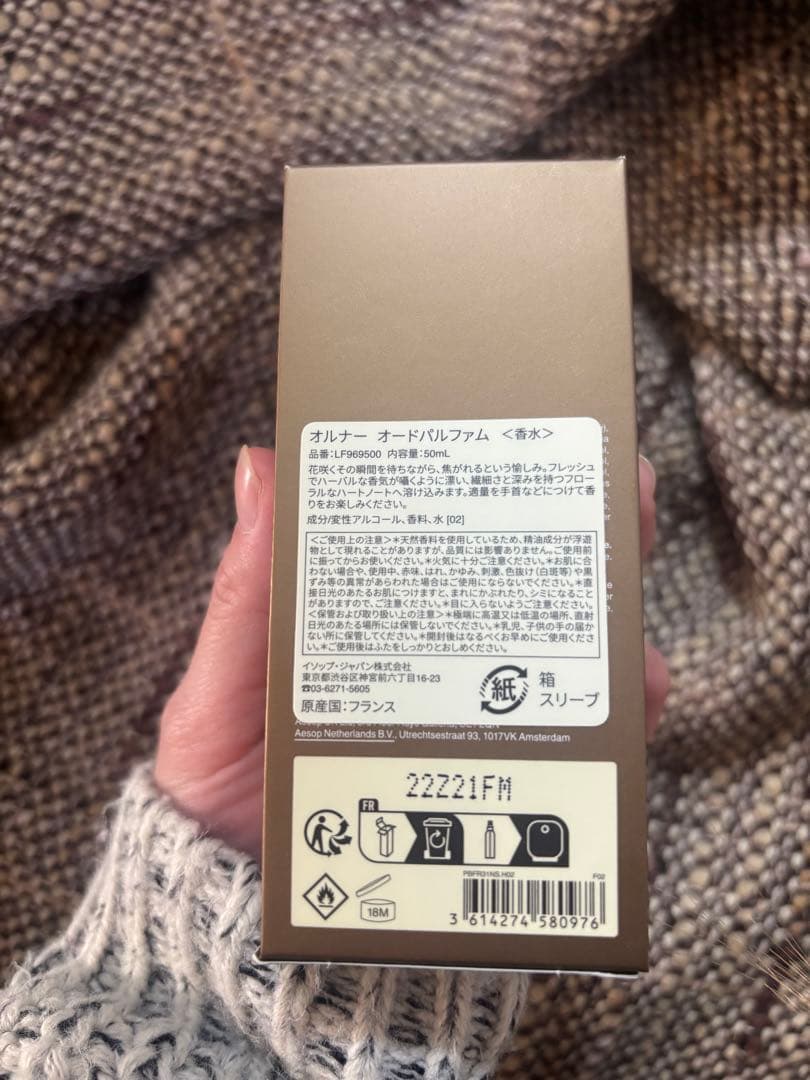 オルナー オードパルファム ＜香水＞
品番：LF969500 内容量：50mL
花咲くその瞬間を待ちながら、焦がれるという愉しみ。フレッシュ
でハーバルな香気が囁くように漂い、繊細さと深みを持つフロー
ラルなハートノートへ溶け込みます。適量を手首などにつけて香
りをお楽しみください。
成分/変性アルコール、香料、水 [02]
＜ご使用上の注意＞＊天然香料を使用しているため、精油成分が浮遊
物として現れることがありますが、品質には影響ありません。ご使用前
に振ってからお使いください。＊火気に十分ご注意ください。＊お肌に合
わない場合や、使用中、赤味、はれ、かゆみ、刺激、色抜け（白斑等）や黒
ずみ等の異常があらわれた場合はご使用にならないでください。＊直
接日光のあたるお肌につけますと、まれにかぶれたり、シミになること
がありますので、ご注意ください。＊目に入らないようご注意ください。
＜保管および取り扱い上の注意＞＊極端に高温又は低温の場所、直射
日光のあたる場所には保管しないでください。＊乳児、子供の手の届か
ない所に保管してください。＊開封後はなるべくお早めにご使用くださ
い。＊ご使用後はふたをしっかりとおしめください。
イソップ・ジャパン株式会社
東京都渋谷区神宮前六丁目16-23
☎03-6271-5605
原産国：フランス
紙
箱
スリーブ
Aesop Netherlands B.V., Utrechtsestraat 93, 1017VK Amsterdam
22Z21FM
FR
PBFR31NS.H02
F02
18M
3 614274 580976